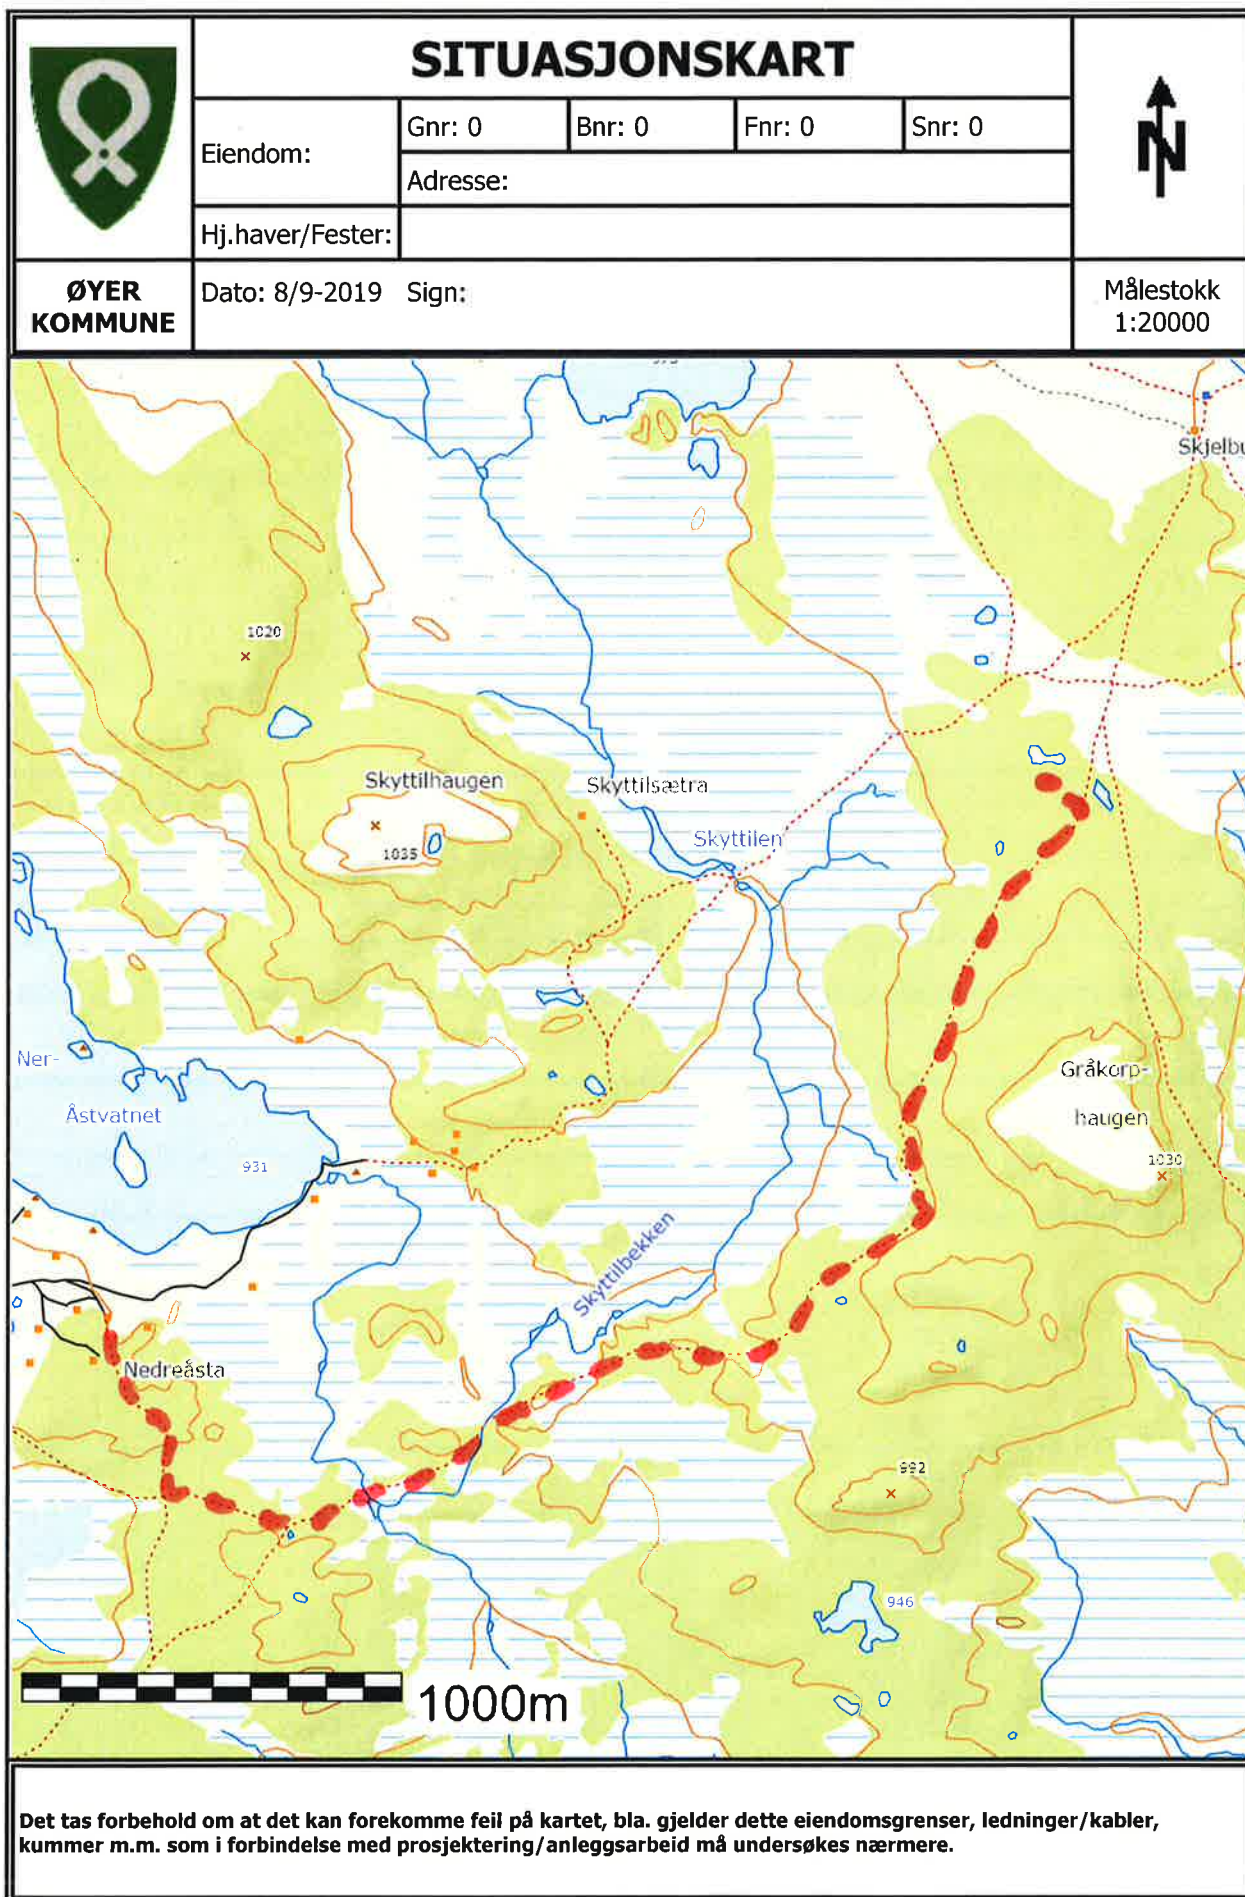 SITUASJONSKART
Eiendom:
Gnr: 0
Bnr: 0
Fnr: 0
Snr: 0
Adresse:
Hj.haver/Fester:
N
ØYER
KOMMUNE
Dato: 8/9-2019 Sign:
Målestokk
1:20000
Skjelbu
1020
Skyttilhaugen
1035
Skyttilsætra
Skyttilen
Ner-
Åstvatnet
931
Gråkorp-
haugen
1030
Skyttilbekken
Nedreåsta
992
946
1000m
Det tas forbehold om at det kan forekomme feil på kartet, bla. gjelder dette eiendomsgrenser, ledninger/kabler,
kummer m.m. som i forbindelse med prosjektering/anleggsarbeid må undersøkes nærmere.